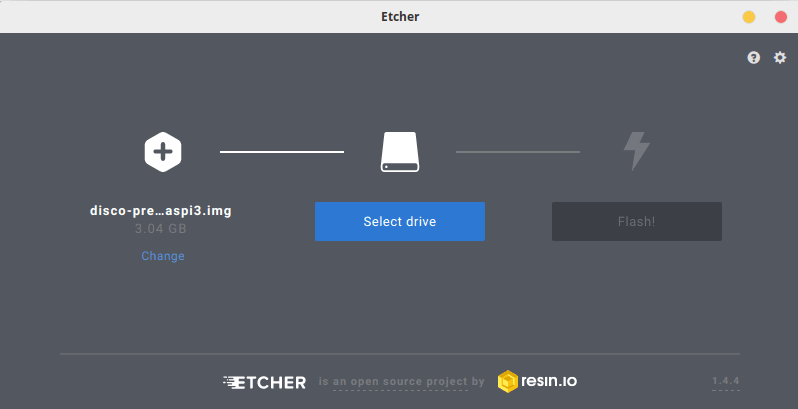 Etcher
disco-pre...aspi3.img
3.04 GB
Change
Select drive
Flash!
ETCHER is an open source project by resin.io 1.4.4